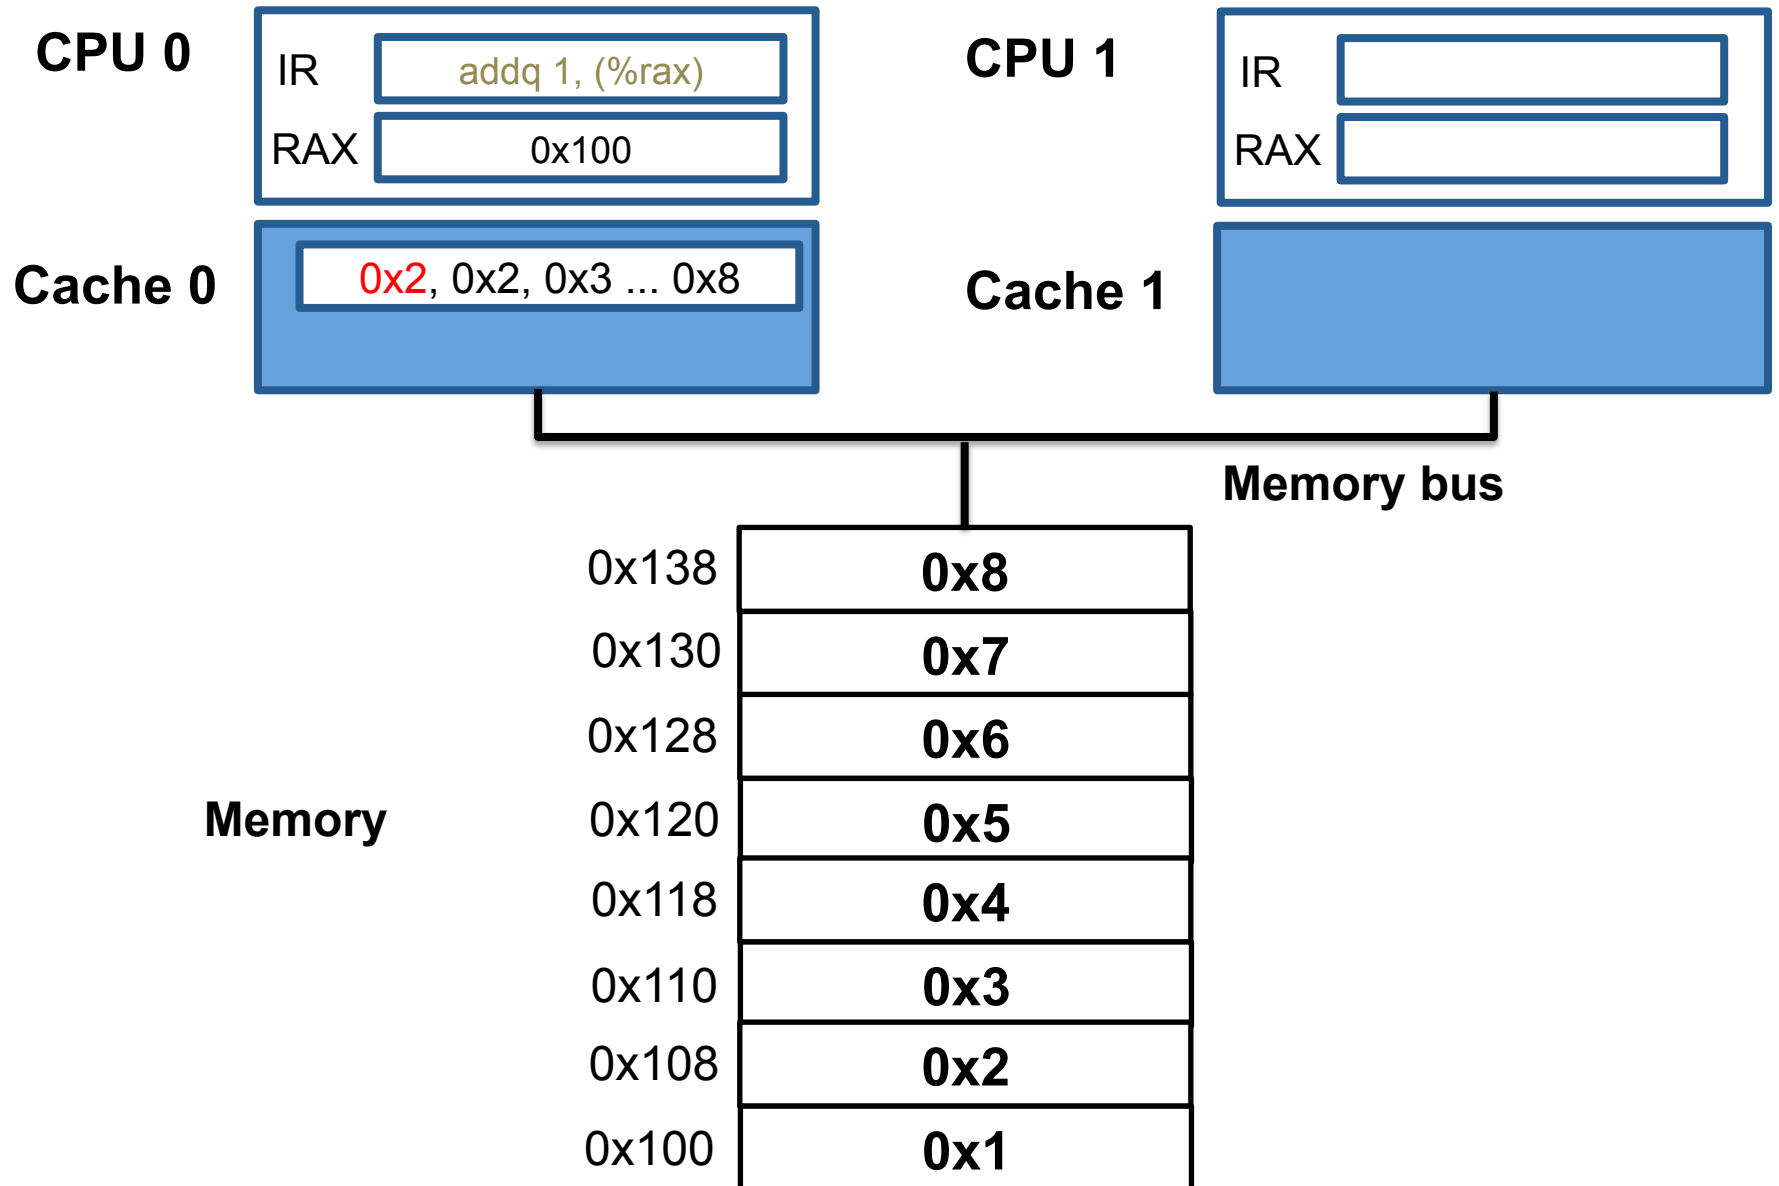 CPU 0
IR
addq 1, (%rax)
RAX
0x100
CPU 1
IR
RAX
Cache 0
0x2, 0x2, 0x3 ... 0x8
Cache 1
Memory bus
0x138
0x8
0x130
0x7
0x128
0x6
Memory
0x120
0x5
0x118
0x4
0x110
0x3
0x108
0x2
0x100
0x1